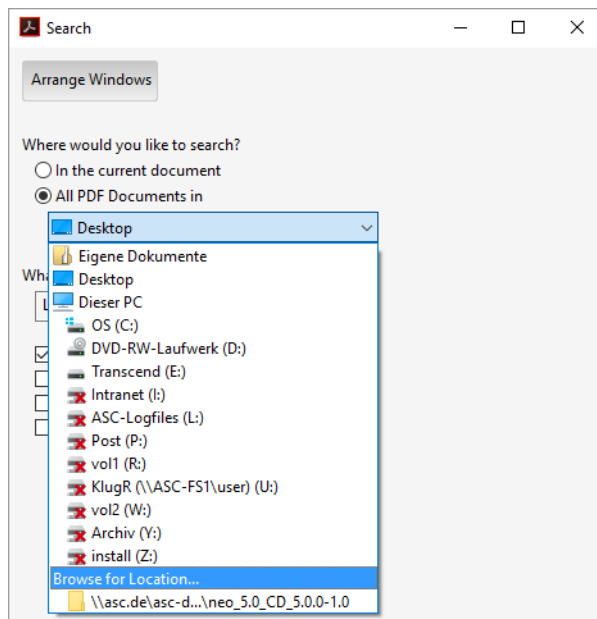 Search
Arrange Windows
Where would you like to search?
In the current document
All PDF Documents in
Desktop
Eigene Dokumente
Desktop
Dieser PC
OS (C:)
DVD-RW-Laufwerk (D:)
Transcend (E:)
Intranet (I:)
ASC-Logfiles (L:)
Post (P:)
vol1 (R:)
KlugR (\\ASC-FS1\user) (U:)
vol2 (W:)
Archiv (Y:)
install (Z:)
Browse for Location...
\\asc.de\asc-d...\neo_5.0_CD_5.0.0-1.0